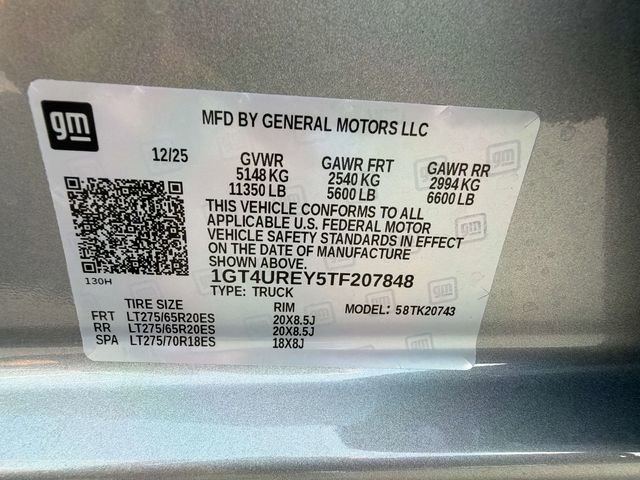 gm
MFD BY GENERAL MOTORS LLC
12/25 GVWR GAWR FRT GAWR RR
5148 KG 2540 KG 2994 KG
11350 LB 5600 LB 6600 LB
THIS VEHICLE CONFORMS TO ALL
APPLICABLE U.S. FEDERAL MOTOR
VEHICLE SAFETY STANDARDS IN EFFECT
ON THE DATE OF MANUFACTURE
SHOWN ABOVE.
130H
1GT4UREY5TF207848
TYPE: TRUCK
TIRE SIZE RIM MODEL: 58TK20743
FRT LT275/65R20ES 20X8.5J
RR LT275/65R20ES 20X8.5J
SPA LT275/70R18ES 18X8J